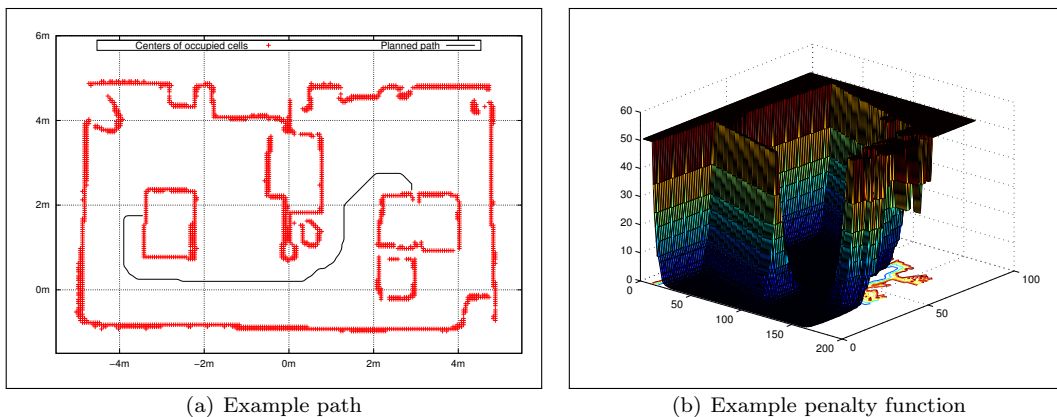 6m
Centers of occupied cells
Planned path
4m
2m
0m
−4m
−2m
0m
2m
4m
60
50
40
30
20
10
0
0
50
100
150
200
0
50
100
(a) Example path
(b) Example penalty function